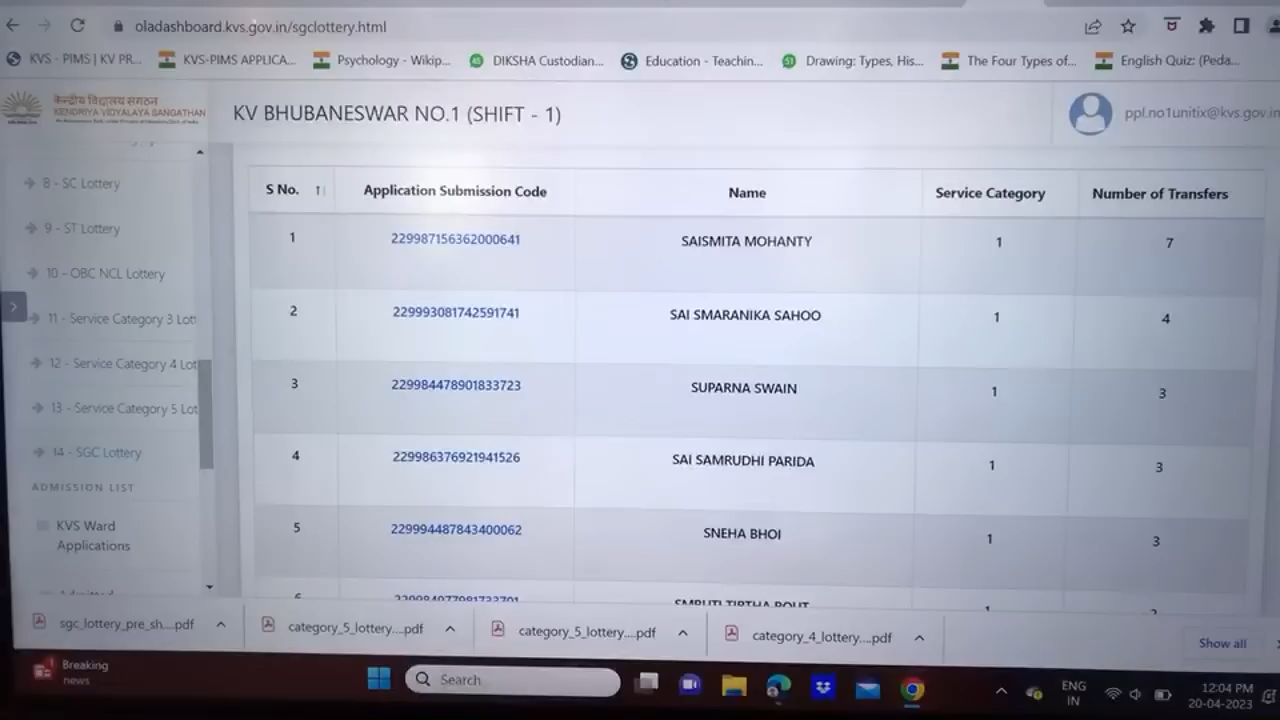 oladashboard.kvs.gov.in/sgclottery.html
KVS - PIMS | KV PR...
KVS-PIMS APPLICA...
Psychology - Wikip...
DIKSHA Custodian...
Education - Teachin...
Drawing: Types, His...
The Four Types of...
English Quiz: (Peda...
केन्द्रीय विद्यालय संगठन
KENDRIYA VIDYALAYA SANGATHAN
KV BHUBANESWAR NO.1 (SHIFT - 1)
ppl.no1unitix@kvs.gov.in
8 - SC Lottery
9 - ST Lottery
10 - OBC NCL Lottery
11 - Service Category 3 Lott
12 - Service Category 4 Lot
13 - Service Category 5 Lot
14 - SGC Lottery
ADMISSION LIST
KVS Ward
Applications
S No. Application Submission Code Name Service Category Number of Transfers
1 229987156362000641 SAISMITA MOHANTY 1 7
2 229993081742591741 SAI SMARANIKA SAHOO 1 4
3 229984478901833723 SUPARNA SWAIN 1 3
4 229986376921941526 SAI SAMRUDHI PARIDA 1 3
5 229994487843400062 SNEHA BHOI 1 3
sgc_lottery_pre_sh....pdf
category_5_lottery....pdf
category_5_lottery....pdf
category_4_lottery....pdf
Show all
Breaking
news
Search
ENG
IN
12:04 PM
20-04-2023